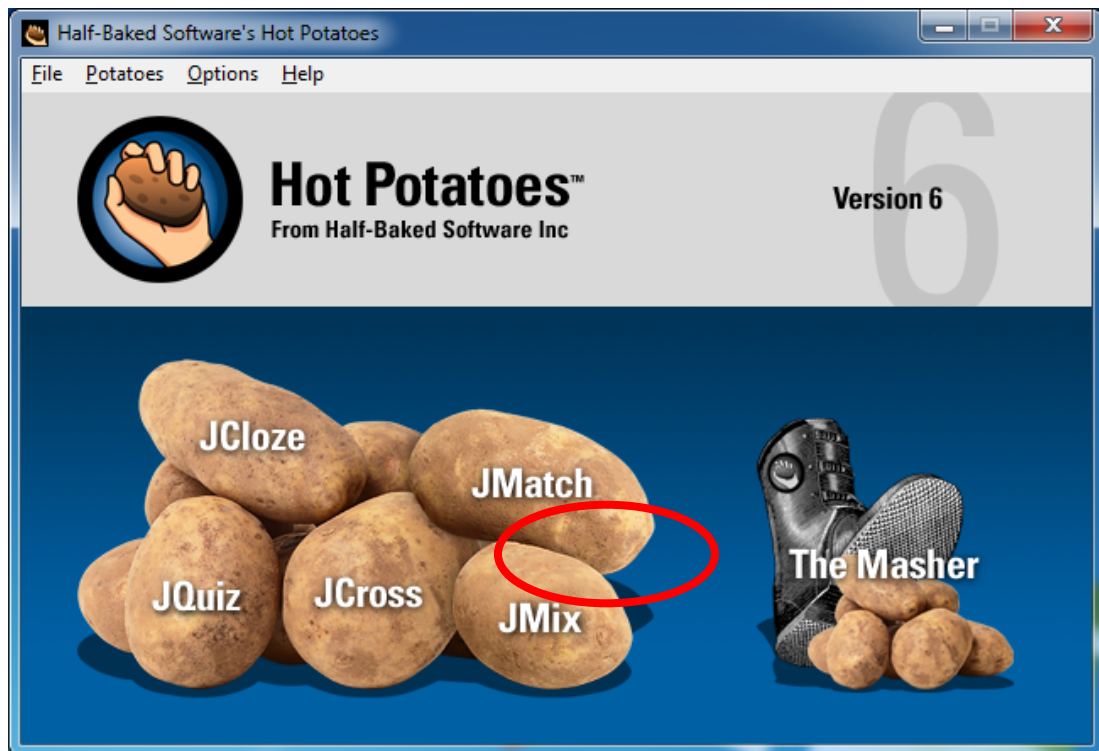 Half-Baked Software's Hot Potatoes
File Potatoes Options Help
6
Hot Potatoes™
From Half-Baked Software Inc
Version 6
JCloze
JMatch
JQuiz
JCross
JMix
The Masher